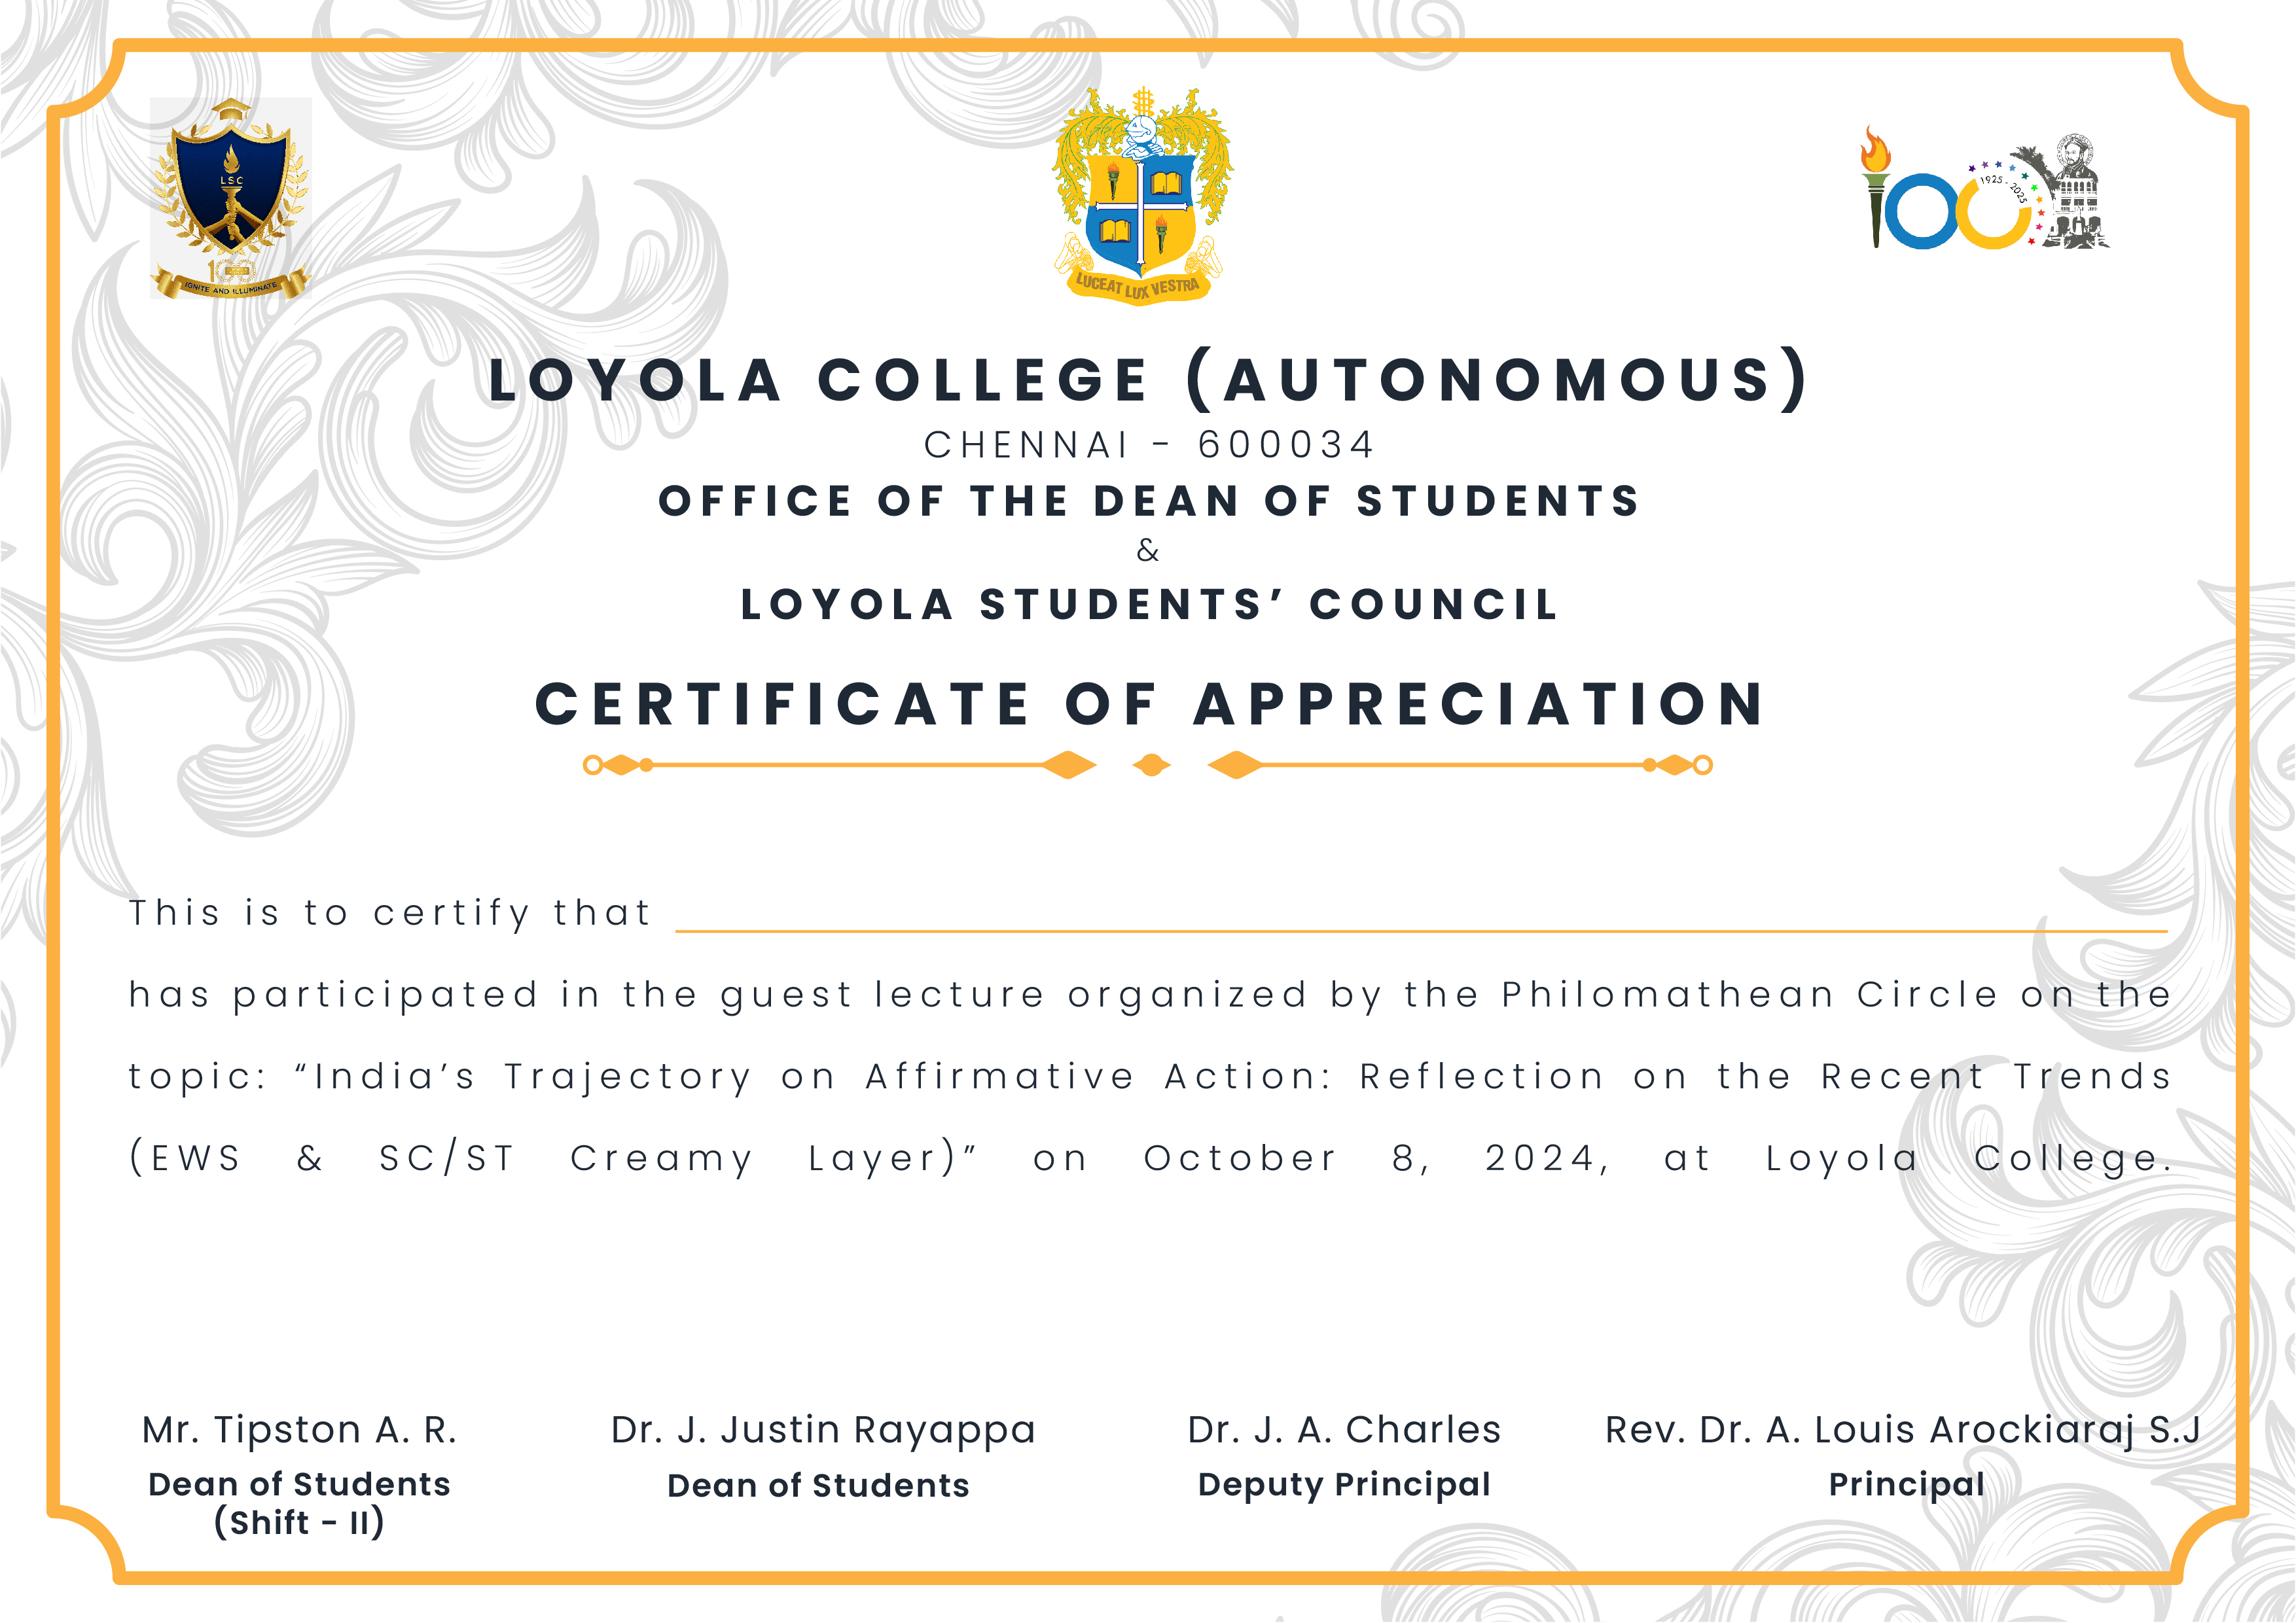 LSC
IGNITE AND ILLUMINATE
LUCEAT LUX VESTRA
100
1925 - 2025
LOYOLA COLLEGE (AUTONOMOUS)
CHENNAI - 600034
OFFICE OF THE DEAN OF STUDENTS
&
LOYOLA STUDENTS’ COUNCIL
CERTIFICATE OF APPRECIATION
This is to certify that
has participated in the guest lecture organized by the Philomathean Circle on the
topic: “India’s Trajectory on Affirmative Action: Reflection on the Recent Trends
(EWS & SC/ST Creamy Layer)” on October 8, 2024, at Loyola College.
Mr. Tipston A. R.
Dean of Students
(Shift - II)
Dr. J. Justin Rayappa
Dean of Students
Dr. J. A. Charles
Deputy Principal
Rev. Dr. A. Louis Arockiaraj S.J
Principal